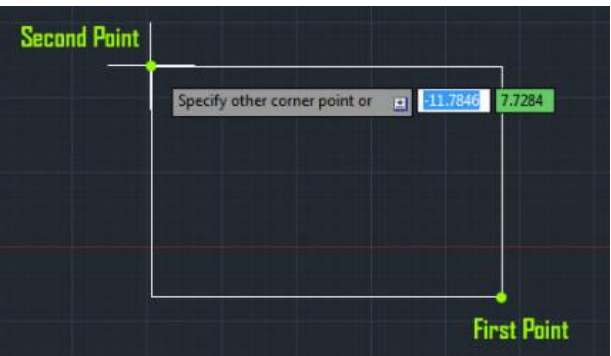 Second Point
Specify other corner point or -11.7846 7.7284
First Point